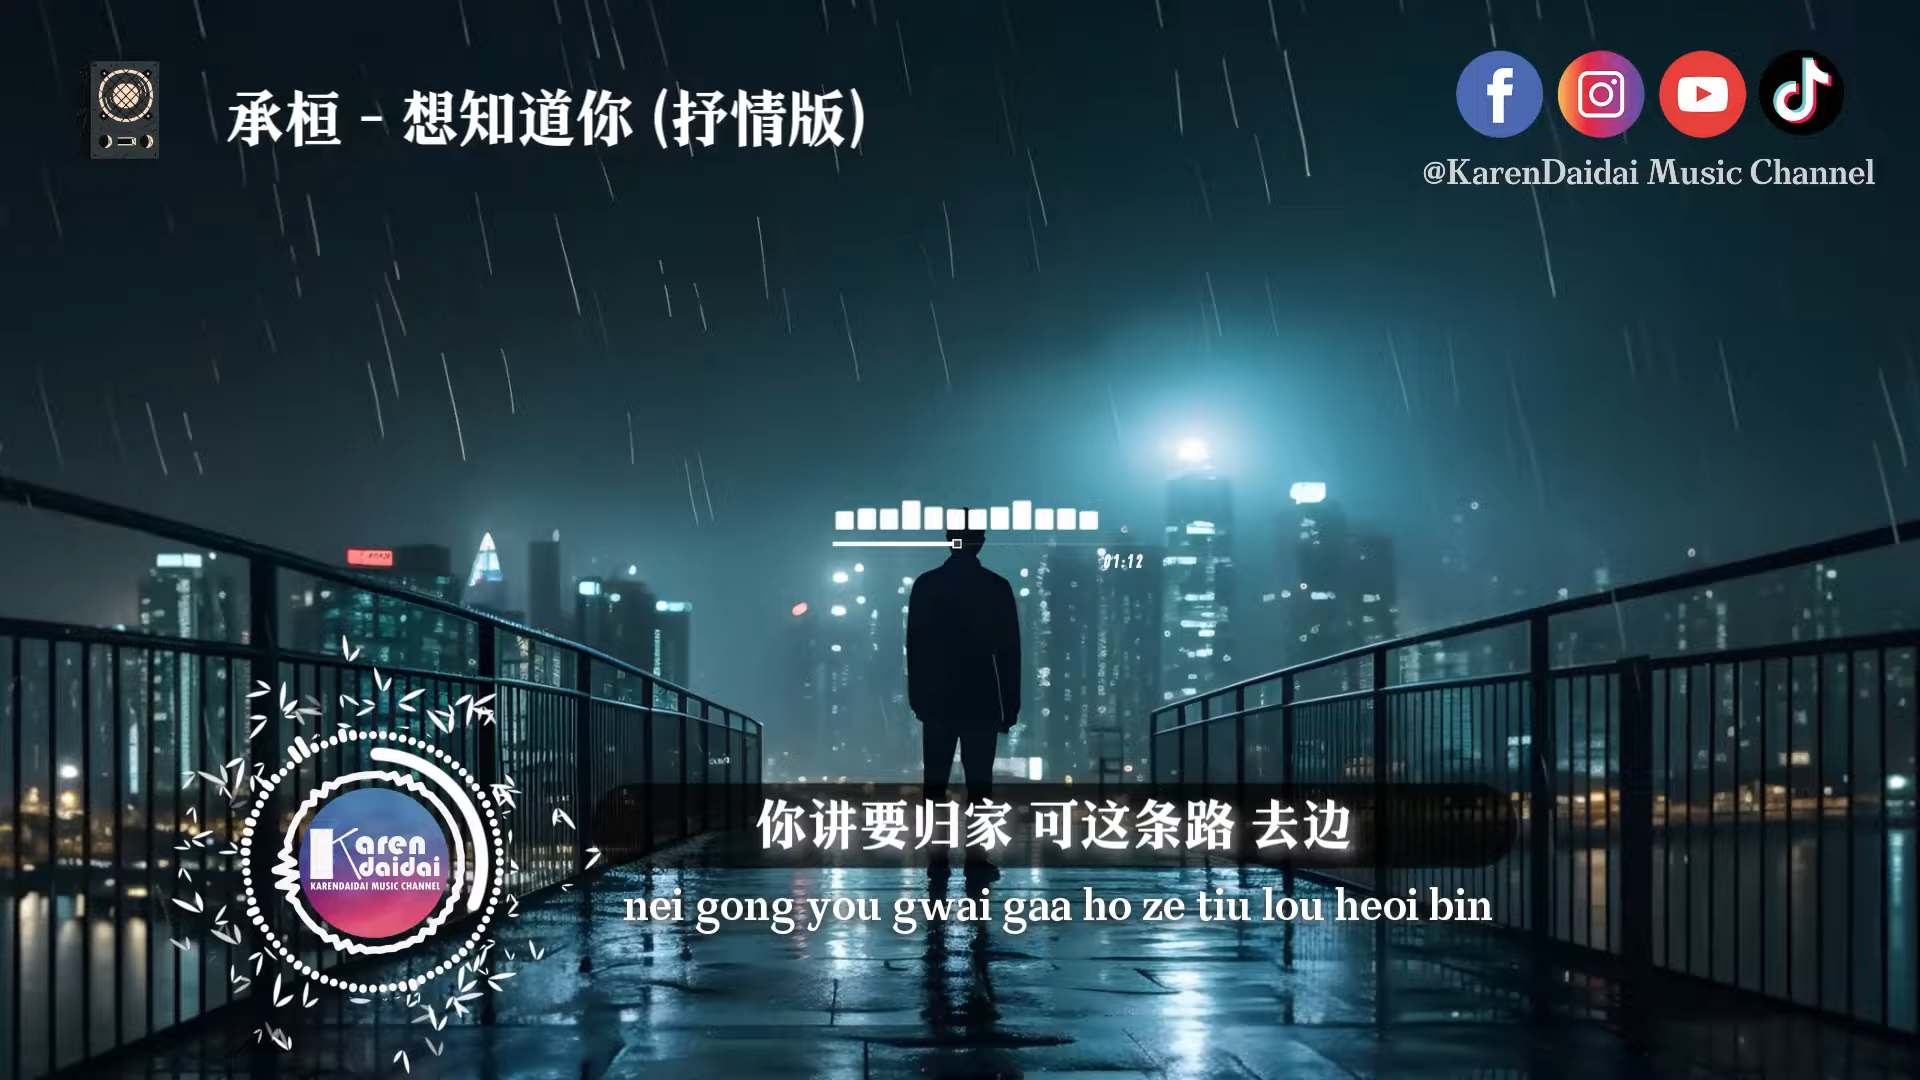 承桓 - 想知道你 (抒情版)
@KarenDaidai Music Channel
01:12
你讲要归家 可这条路 去边
nei gong you gwai gaa ho ze tiu lou heoi bin
Karen
daidai
KARENDAIDAI MUSIC CHANNEL